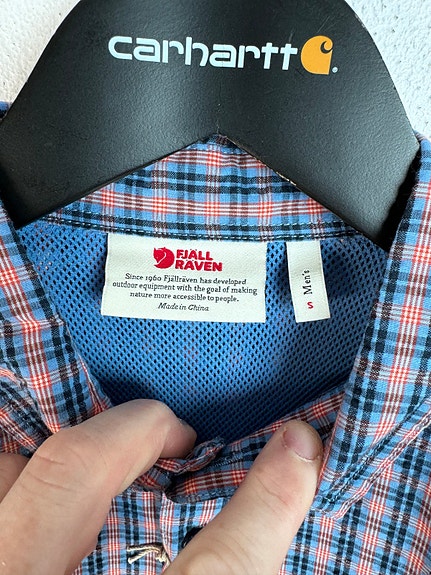 carhartt
FJÄLL
RÄVEN
Since 1960 Fjällräven has developed
outdoor equipment with the goal of making
nature more accessible to people.
Made in China
Men's
S